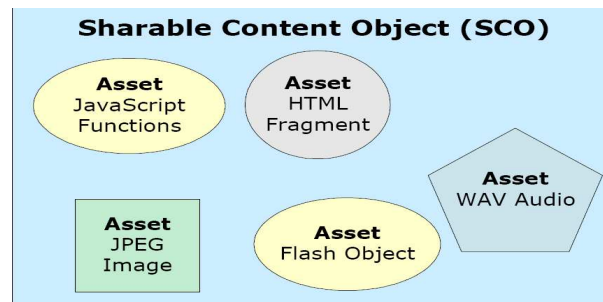 Sharable Content Object (SCO)
Asset
JavaScript
Functions
Asset
HTML
Fragment
Asset
WAV Audio
Asset
JPEG
Image
Asset
Flash Object